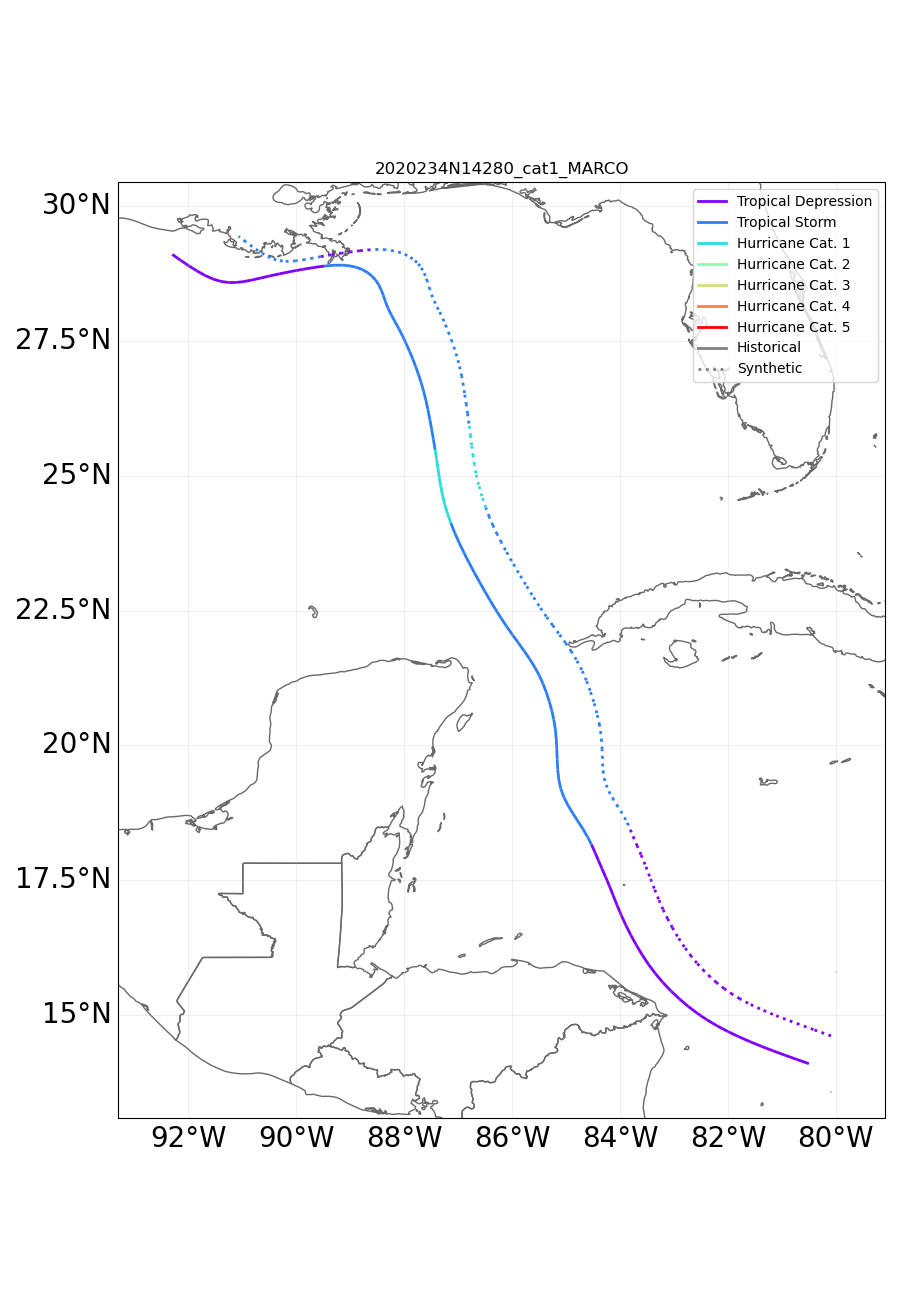 2020234N14280_cat1_MARCO
Tropical Depression
Tropical Storm
Hurricane Cat. 1
Hurricane Cat. 2
Hurricane Cat. 3
Hurricane Cat. 4
Hurricane Cat. 5
Historical
Synthetic
30°N
27.5°N
25°N
22.5°N
20°N
17.5°N
15°N
92°W 90°W 88°W 86°W 84°W 82°W 80°W